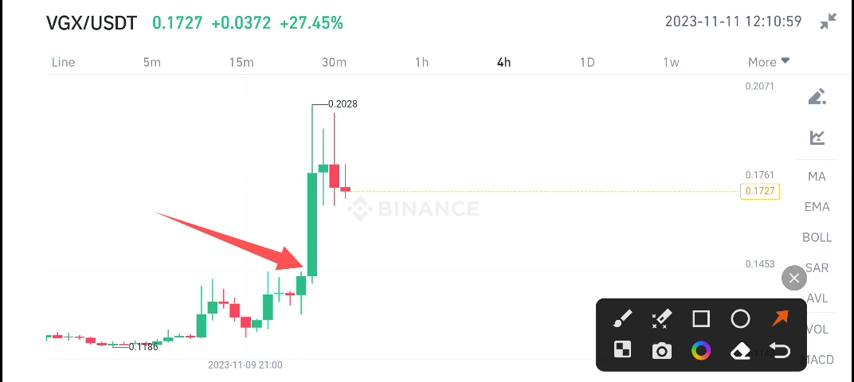 VGX/USDT 0.1727 +0.0372 +27.45% 2023-11-11 12:10:59
Line 5m 15m 30m 1h 4h 1D 1w More
0.2071
0.2028
0.1761
MA
0.1727
BINANCE
EMA
BOLL
0.1453
SAR
AVL
VOL
0.1186
MACD
2023-11-09 21:00